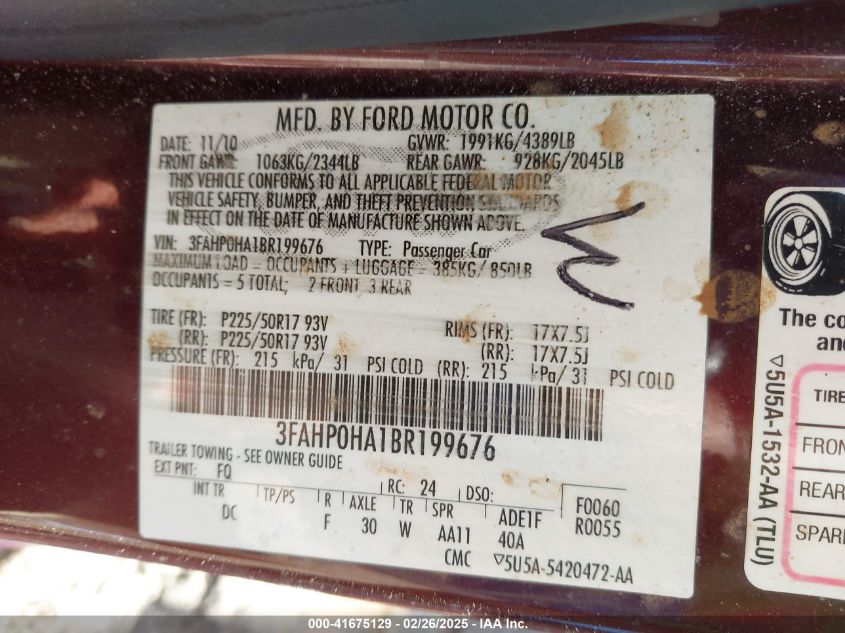 MFD. BY FORD MOTOR CO.
DATE: 11/10 GVWR: 1991KG/4389LB
FRONT GAWR: 1063KG/2344LB REAR GAWR: 928KG/2045LB
THIS VEHICLE CONFORMS TO ALL APPLICABLE FEDERAL MOTOR
VEHICLE SAFETY, BUMPER, AND THEFT PREVENTION STANDARDS
IN EFFECT ON THE DATE OF MANUFACTURE SHOWN ABOVE.
VIN: 3FAHP0HA1BR199676 TYPE: Passenger Car
MAXIMUM LOAD = OCCUPANTS + LUGGAGE = 385KG/ 850LB
OCCUPANTS = 5 TOTAL; 2 FRONT 3 REAR
TIRE (FR): P225/50R17 93V RIMS (FR): 17X7.5J
(RR): P225/50R17 93V (RR): 17X7.5J
PRESSURE (FR): 215 kPa/ 31 PSI COLD (RR): 215 kPa/ 31 PSI COLD
3FAHP0HA1BR199676
TRAILER TOWING - SEE OWNER GUIDE
EXT PNT: FQ RC: 24 DSO: F0060
INT TR TP/PS R AXLE TR SPR ADE1F R0055
DC F 30 W AA11 40A
CMC ▽5U5A-5420472-AA
The co
and
▽5U5A-1532-AA (TLU)
TIRE
FRON
REAR
SPAR
000-41675129 - 02/26/2025 - IAA Inc.